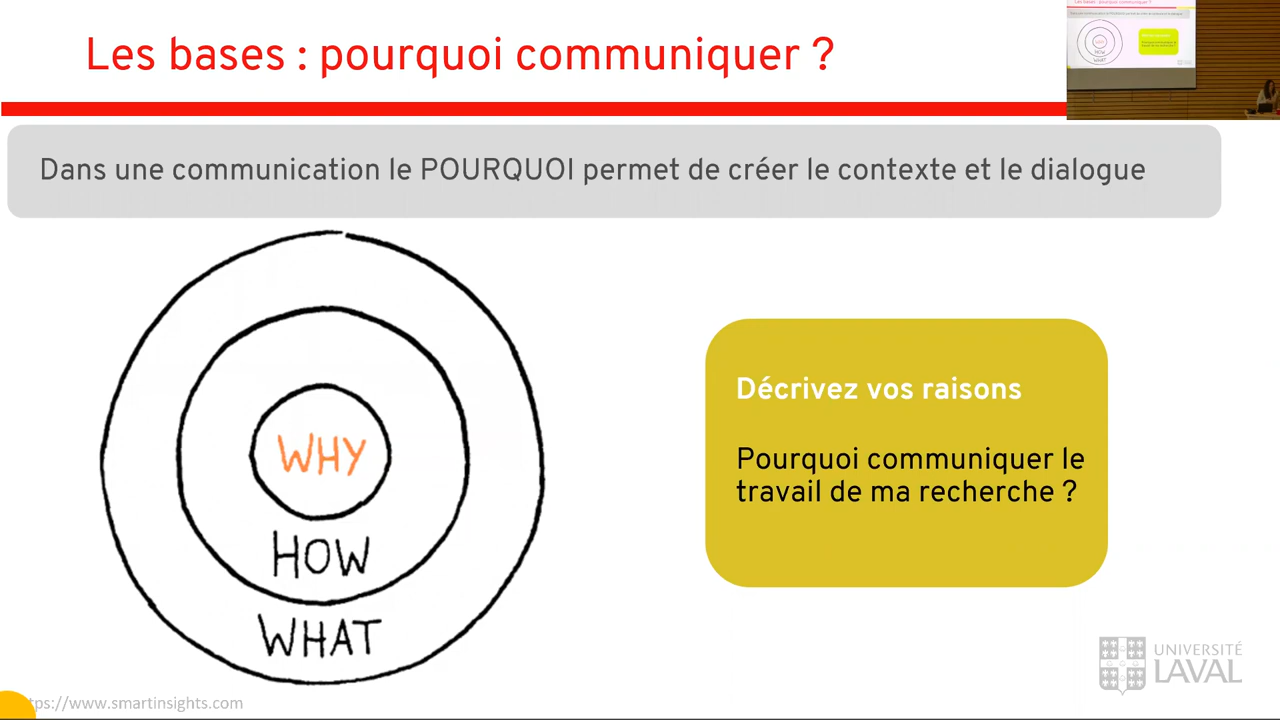 Les bases : pourquoi communiquer ?
Dans une communication le POURQUOI permet de créer le contexte et le dialogue
WHY
HOW
WHAT
Décrivez vos raisons
Pourquoi communiquer le
travail de ma recherche ?
UNIVERSITÉ
LAVAL
tps://www.smartinsights.com